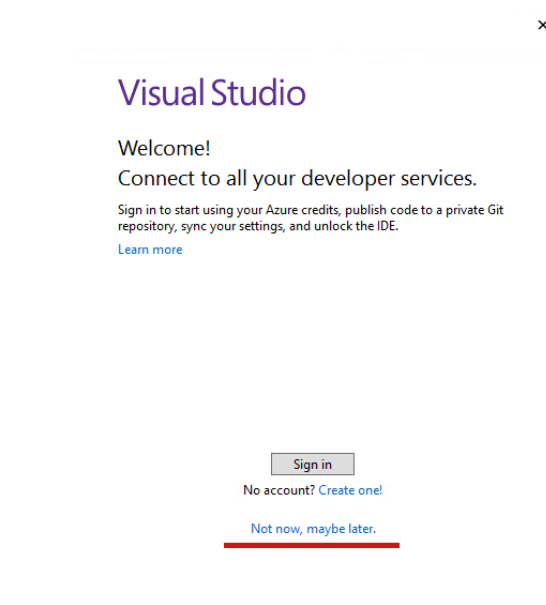 Visual Studio
Welcome!
Connect to all your developer services.
Sign in to start using your Azure credits, publish code to a private Git
repository, sync your settings, and unlock the IDE.
Learn more
Sign in
No account? Create one!
Not now, maybe later.